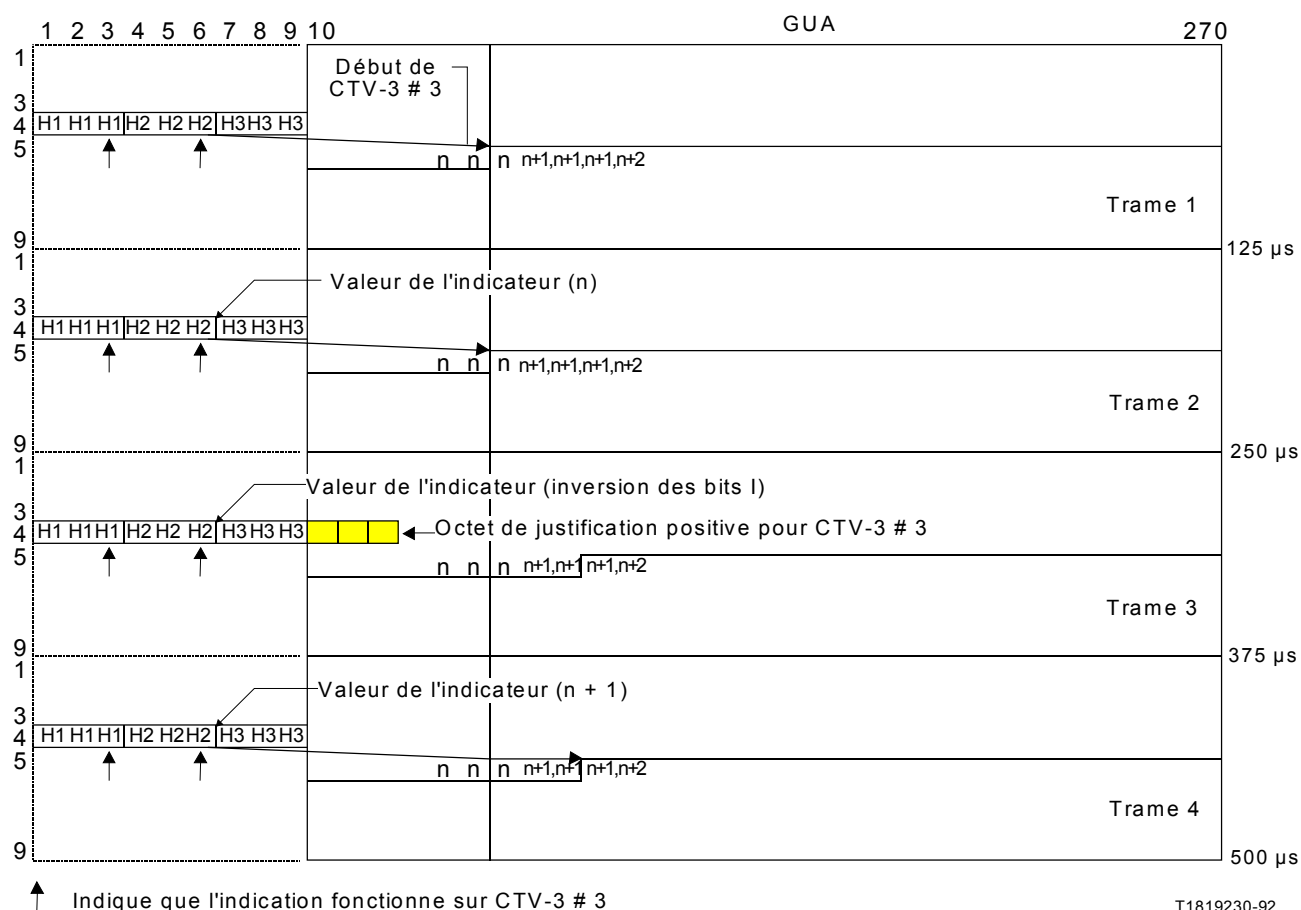 1 2 3 4 5 6 7 8 9 10 GUA 270
1
Début de
CTV-3 # 3
3
4 H1 H1 H1 H2 H2 H2 H3 H3 H3
5
n n n n+1,n+1,n+1,n+2
Trame 1
9
125 µs
1
Valeur de l'indicateur (n)
3
4 H1 H1 H1 H2 H2 H2 H3 H3 H3
5
n n n n+1,n+1,n+1,n+2
Trame 2
9
250 µs
1
Valeur de l'indicateur (inversion des bits I)
3
4 H1 H1 H1 H2 H2 H2 H3 H3 H3 Octet de justification positive pour CTV-3 # 3
5
n n n n+1,n+1 n+1,n+2
Trame 3
9
375 µs
1
Valeur de l'indicateur (n + 1)
3
4 H1 H1 H1 H2 H2 H2 H3 H3 H3
5
n n n n+1,n+1 n+1,n+2
Trame 4
9
500 µs
Indique que l'indication fonctionne sur CTV-3 # 3
T1819230-92